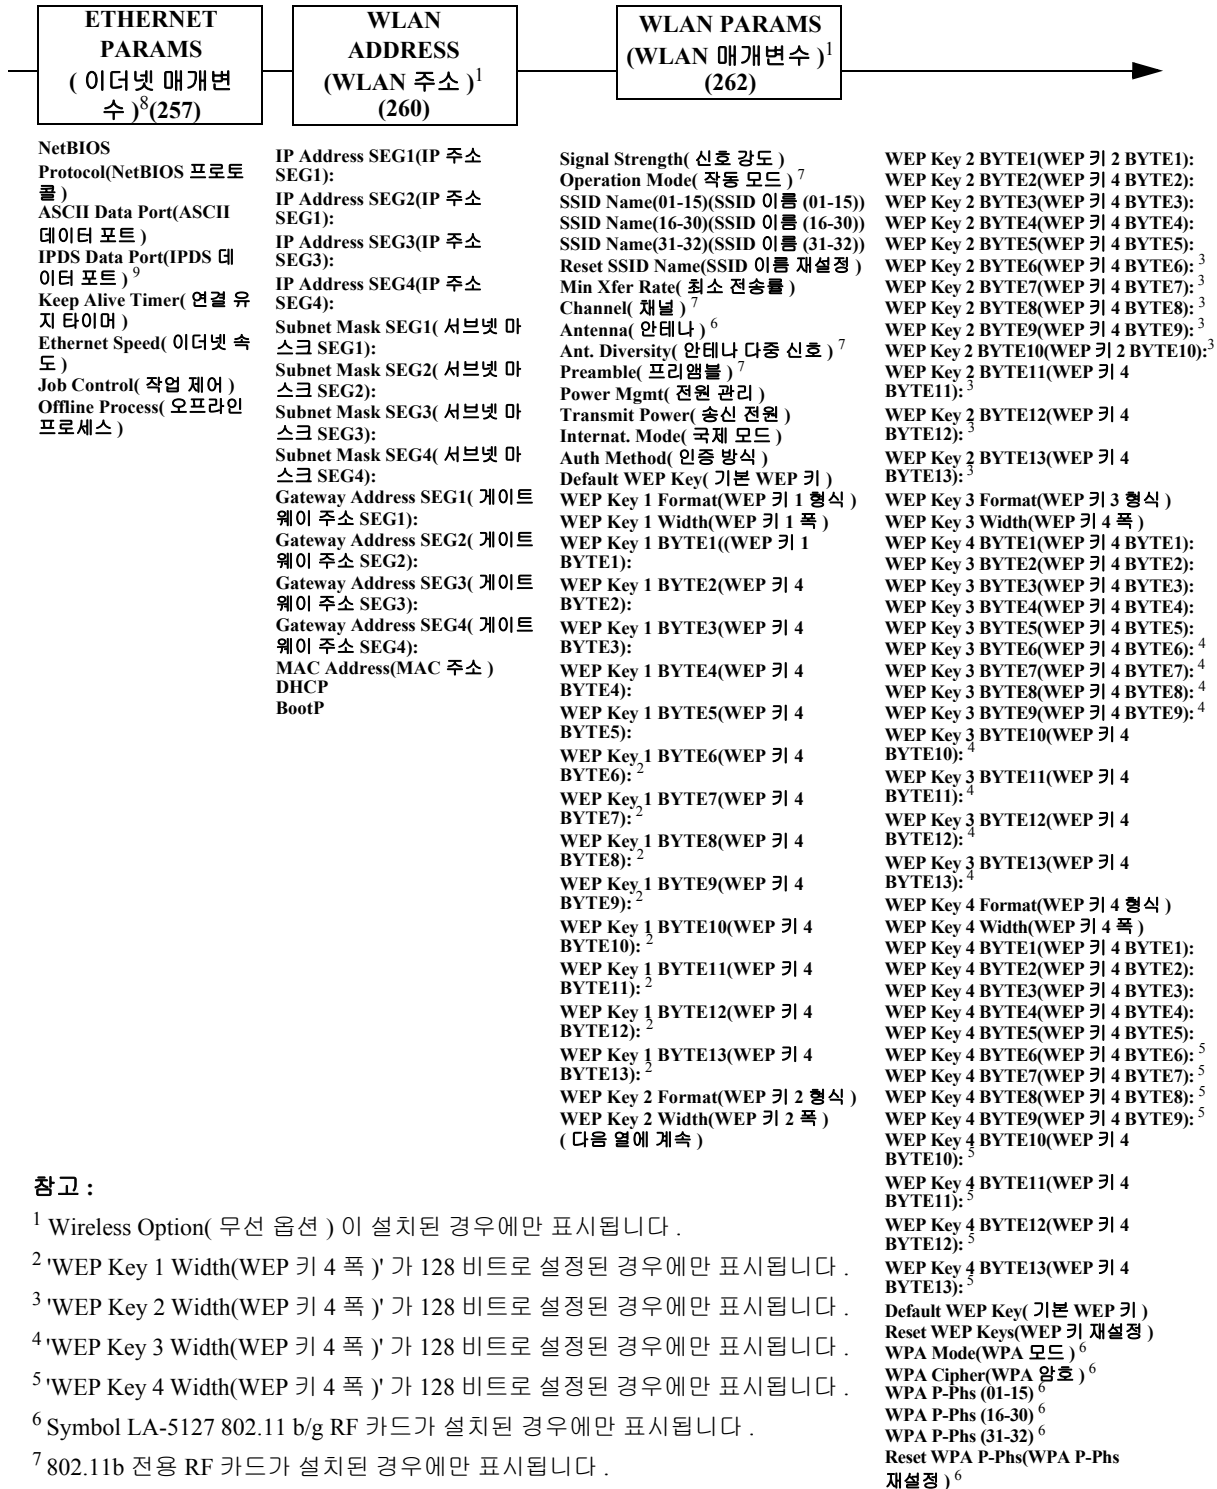 ETHERNET
PARAMS
( 이더넷 매개변
수 )8(257)
WLAN
ADDRESS
(WLAN 주소 )1
(260)
WLAN PARAMS
(WLAN 매개변수 )1
(262)
NetBIOS
Protocol(NetBIOS 프로토
콜 )
ASCII Data Port(ASCII
데이터 포트 )
IPDS Data Port(IPDS 데
이터 포트 ) 9
Keep Alive Timer( 연결 유
지 타이머 )
Ethernet Speed( 이더넷 속
도 )
Job Control( 작업 제어 )
Offline Process( 오프라인
프로세스 )
IP Address SEG1(IP 주소
SEG1):
IP Address SEG2(IP 주소
SEG1):
IP Address SEG3(IP 주소
SEG3):
IP Address SEG4(IP 주소
SEG4):
Subnet Mask SEG1( 서브넷 마
스크 SEG1):
Subnet Mask SEG2( 서브넷 마
스크 SEG2):
Subnet Mask SEG3( 서브넷 마
스크 SEG3):
Subnet Mask SEG4( 서브넷 마
스크 SEG4):
Gateway Address SEG1( 게이트
웨이 주소 SEG1):
Gateway Address SEG2( 게이트
웨이 주소 SEG2):
Gateway Address SEG3( 게이트
웨이 주소 SEG3):
Gateway Address SEG4( 게이트
웨이 주소 SEG4):
MAC Address(MAC 주소 )
DHCP
BootP
Signal Strength( 신호 강도 )
Operation Mode( 작동 모드 ) 7
SSID Name(01-15)(SSID 이름 (01-15))
SSID Name(16-30)(SSID 이름 (16-30))
SSID Name(31-32)(SSID 이름 (31-32))
Reset SSID Name(SSID 이름 재설정 )
Min Xfer Rate( 최소 전송률 )
Channel( 채널 ) 7
Antenna( 안테나 ) 6
Ant. Diversity( 안테나 다중 신호 ) 7
Preamble( 프리앰블 ) 7
Power Mgmt( 전원 관리 )
Transmit Power( 송신 전원 )
Internat. Mode( 국제 모드 )
Auth Method( 인증 방식 )
Default WEP Key( 기본 WEP 키 )
WEP Key 1 Format(WEP 키 1 형식 )
WEP Key 1 Width(WEP 키 1 폭 )
WEP Key 1 BYTE1((WEP 키 1
BYTE1):
WEP Key 1 BYTE2(WEP 키 4
BYTE2):
WEP Key 1 BYTE3(WEP 키 4
BYTE3):
WEP Key 1 BYTE4(WEP 키 4
BYTE4):
WEP Key 1 BYTE5(WEP 키 4
BYTE5):
WEP Key 1 BYTE6(WEP 키 4
BYTE6): 2
WEP Key 1 BYTE7(WEP 키 4
BYTE7): 2
WEP Key 1 BYTE8(WEP 키 4
BYTE8): 2
WEP Key 1 BYTE9(WEP 키 4
BYTE9): 2
WEP Key 1 BYTE10(WEP 키 4
BYTE10): 2
WEP Key 1 BYTE11(WEP 키 4
BYTE11): 2
WEP Key 1 BYTE12(WEP 키 4
BYTE12): 2
WEP Key 1 BYTE13(WEP 키 4
BYTE13): 2
WEP Key 2 Format(WEP 키 2 형식 )
WEP Key 2 Width(WEP 키 2 폭 )
( 다음 열에 계속 )
WEP Key 2 BYTE1(WEP 키 2 BYTE1):
WEP Key 2 BYTE2(WEP 키 4 BYTE2):
WEP Key 2 BYTE3(WEP 키 4 BYTE3):
WEP Key 2 BYTE4(WEP 키 4 BYTE4):
WEP Key 2 BYTE5(WEP 키 4 BYTE5):
WEP Key 2 BYTE6(WEP 키 4 BYTE6): 3
WEP Key 2 BYTE7(WEP 키 4 BYTE7): 3
WEP Key 2 BYTE8(WEP 키 4 BYTE8): 3
WEP Key 2 BYTE9(WEP 키 4 BYTE9): 3
WEP Key 2 BYTE10(WEP 키 2 BYTE10):3
WEP Key 2 BYTE11(WEP 키 4
BYTE11): 3
WEP Key 2 BYTE12(WEP 키 4
BYTE12): 3
WEP Key 2 BYTE13(WEP 키 4
BYTE13): 3
WEP Key 3 Format(WEP 키 3 형식 )
WEP Key 3 Width(WEP 키 4 폭 )
WEP Key 4 BYTE1(WEP 키 4 BYTE1):
WEP Key 3 BYTE2(WEP 키 4 BYTE2):
WEP Key 3 BYTE3(WEP 키 4 BYTE3):
WEP Key 3 BYTE4(WEP 키 4 BYTE4):
WEP Key 3 BYTE5(WEP 키 4 BYTE5):
WEP Key 3 BYTE6(WEP 키 4 BYTE6): 4
WEP Key 3 BYTE7(WEP 키 4 BYTE7): 4
WEP Key 3 BYTE8(WEP 키 4 BYTE8): 4
WEP Key 3 BYTE9(WEP 키 4 BYTE9): 4
WEP Key 3 BYTE10(WEP 키 4
BYTE10): 4
WEP Key 3 BYTE11(WEP 키 4
BYTE11): 4
WEP Key 3 BYTE12(WEP 키 4
BYTE12): 4
WEP Key 3 BYTE13(WEP 키 4
BYTE13): 4
WEP Key 4 Format(WEP 키 4 형식 )
WEP Key 4 Width(WEP 키 4 폭 )
WEP Key 4 BYTE1(WEP 키 4 BYTE1):
WEP Key 4 BYTE2(WEP 키 4 BYTE2):
WEP Key 4 BYTE3(WEP 키 4 BYTE3):
WEP Key 4 BYTE4(WEP 키 4 BYTE4):
WEP Key 4 BYTE5(WEP 키 4 BYTE5):
WEP Key 4 BYTE6(WEP 키 4 BYTE6): 5
WEP Key 4 BYTE7(WEP 키 4 BYTE7): 5
WEP Key 4 BYTE8(WEP 키 4 BYTE8): 5
WEP Key 4 BYTE9(WEP 키 4 BYTE9): 5
WEP Key 4 BYTE10(WEP 키 4
BYTE10): 5
WEP Key 4 BYTE11(WEP 키 4
BYTE11): 5
WEP Key 4 BYTE12(WEP 키 4
BYTE12): 5
WEP Key 4 BYTE13(WEP 키 4
BYTE13): 5
Default WEP Key( 기본 WEP 키 )
Reset WEP Keys(WEP 키 재설정 )
WPA Mode(WPA 모드 ) 6
WPA Cipher(WPA 암호 ) 6
WPA P-Phs (01-15) 6
WPA P-Phs (16-30) 6
WPA P-Phs (31-32) 6
Reset WPA P-Phs(WPA P-Phs
재설정 ) 6
참고 :
1 Wireless Option( 무선 옵션 ) 이 설치된 경우에만 표시됩니다 .
2 'WEP Key 1 Width(WEP 키 4 폭 )' 가 128 비트로 설정된 경우에만 표시됩니다 .
3 'WEP Key 2 Width(WEP 키 4 폭 )' 가 128 비트로 설정된 경우에만 표시됩니다 .
4 'WEP Key 3 Width(WEP 키 4 폭 )' 가 128 비트로 설정된 경우에만 표시됩니다 .
5 'WEP Key 4 Width(WEP 키 4 폭 )' 가 128 비트로 설정된 경우에만 표시됩니다 .
6 Symbol LA-5127 802.11 b/g RF 카드가 설치된 경우에만 표시됩니다 .
7 802.11b 전용 RF 카드가 설치된 경우에만 표시됩니다 .